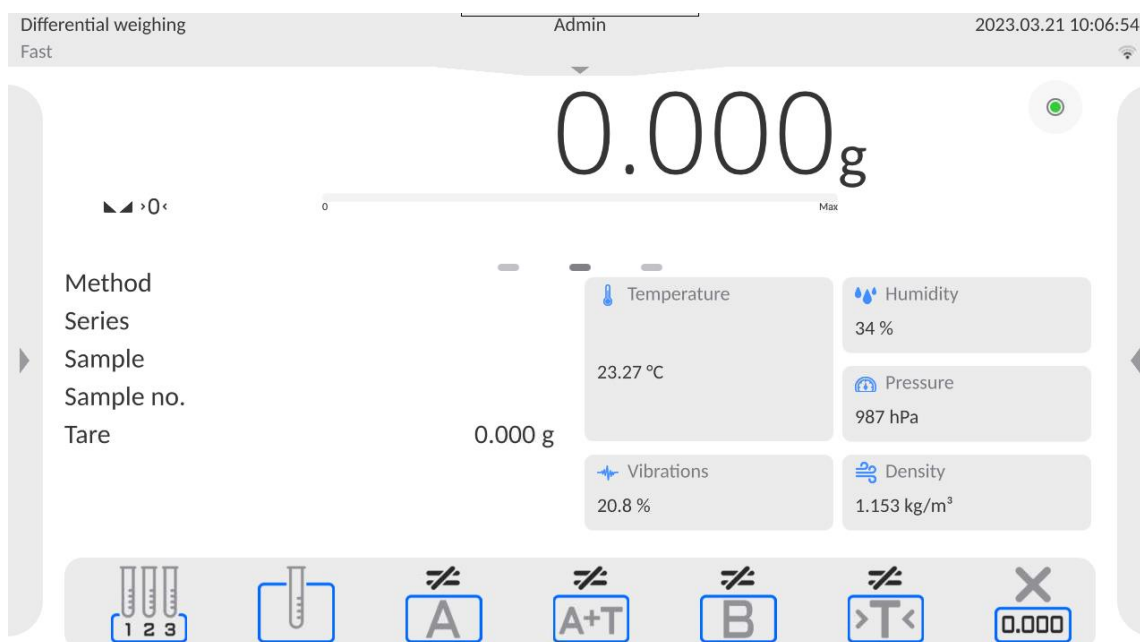 Differential weighing Admin 2023.03.21 10:06:54
Fast
0.000 g
>0<
0 Max
Method
Series
Sample
Sample no.
Tare 0.000 g
Temperature
23.27 °C
Humidity
34 %
Pressure
987 hPa
Vibrations
20.8 %
Density
1.153 kg/m³
1 2 3
A
A+T
B
>T<
0.000